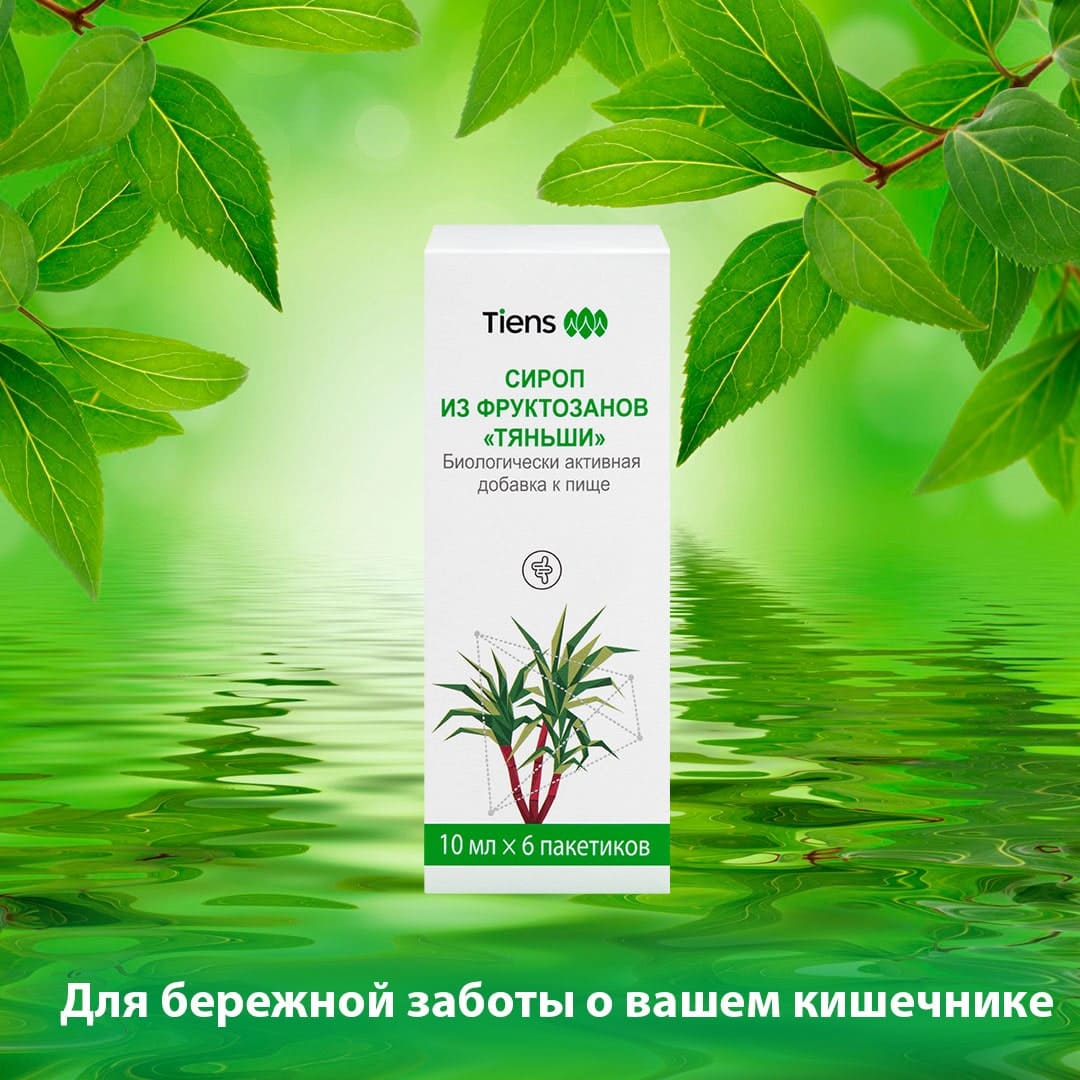 Tiens
СИРОП
ИЗ ФРУКТОЗАНОВ
«ТЯНЬШИ»
Биологически активная
добавка к пище
10 мл × 6 пакетиков
Для бережной заботы о вашем кишечнике